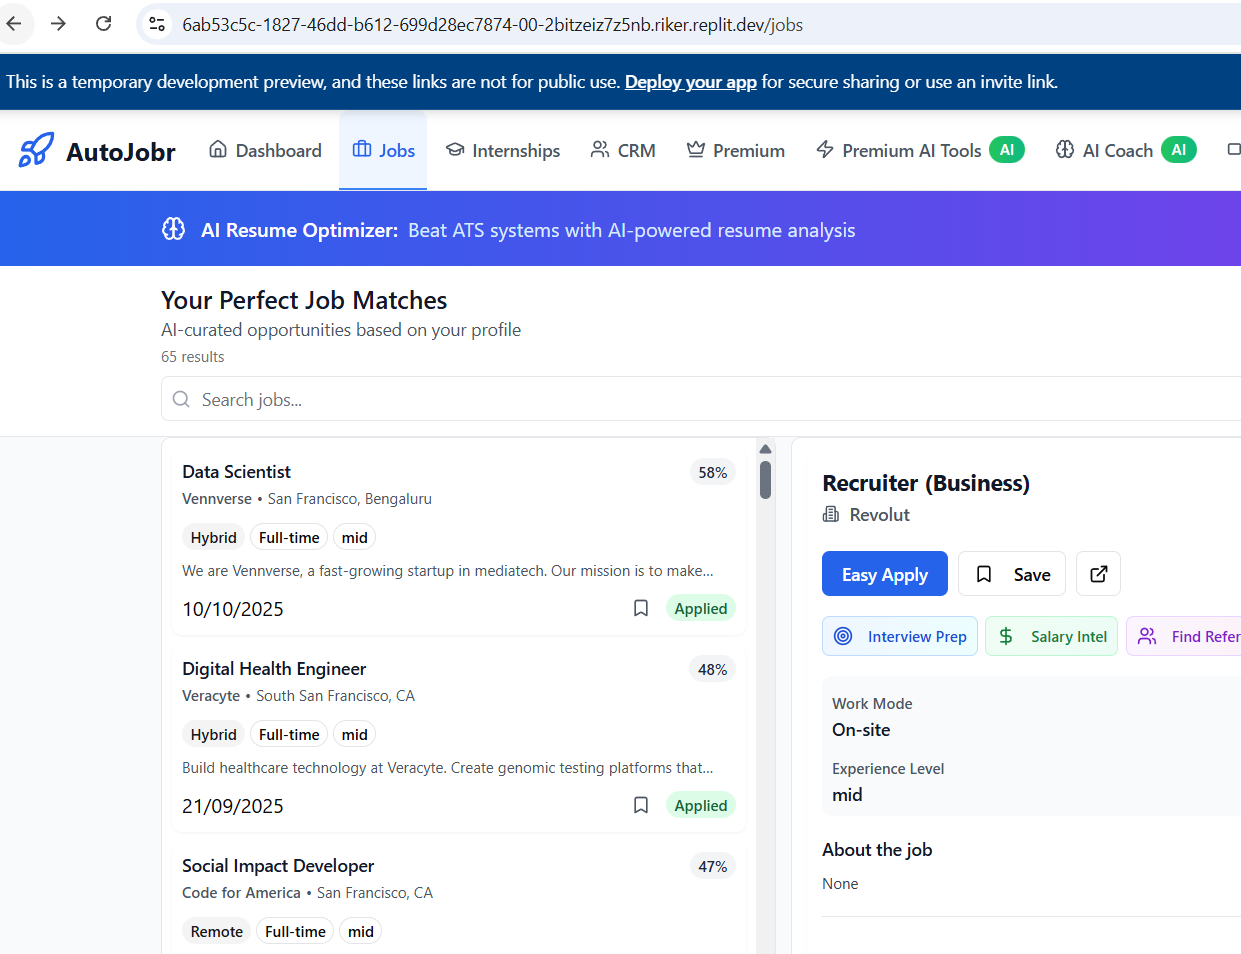 6ab53c5c-1827-46dd-b612-699d28ec7874-00-2bitzeiz7z5nb.riker.replit.dev/jobs
This is a temporary development preview, and these links are not for public use. Deploy your app for secure sharing or use an invite link.
AutoJobr Dashboard Jobs Internships CRM Premium Premium AI Tools AI AI Coach AI
AI Resume Optimizer: Beat ATS systems with AI-powered resume analysis
Your Perfect Job Matches
AI-curated opportunities based on your profile
65 results
Search jobs...
Data Scientist 58%
Vennverse • San Francisco, Bengaluru
Hybrid Full-time mid
We are Vennverse, a fast-growing startup in mediatech. Our mission is to make...
10/10/2025 Applied
Digital Health Engineer 48%
Veracyte • South San Francisco, CA
Hybrid Full-time mid
Build healthcare technology at Veracyte. Create genomic testing platforms that...
21/09/2025 Applied
Social Impact Developer 47%
Code for America • San Francisco, CA
Remote Full-time mid
Recruiter (Business)
Revolut
Easy Apply Save
Interview Prep Salary Intel Find Refer
Work Mode
On-site
Experience Level
mid
About the job
None